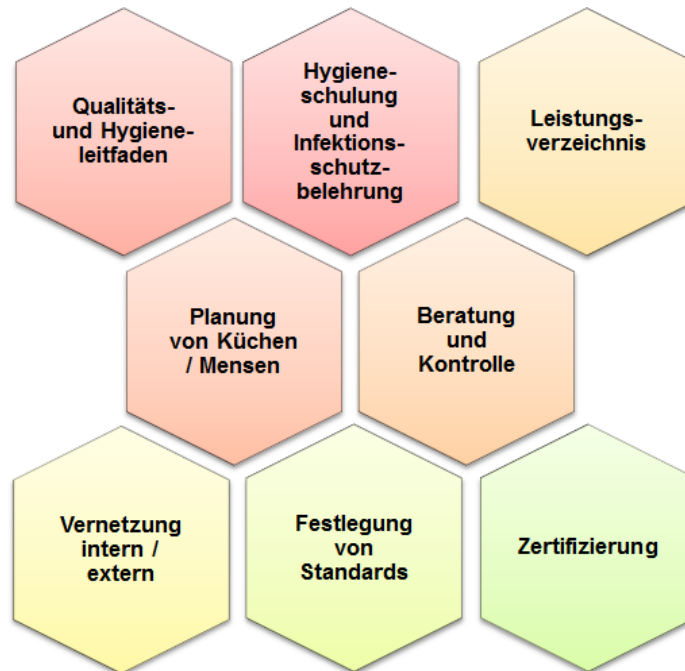 Qualitäts-
und Hygiene-
leitfaden
Hygiene-
schulung
und
Infektions-
schutz-
belehrung
Leistungs-
verzeichnis
Planung
von Küchen
/ Mensen
Beratung
und
Kontrolle
Vernetzung
intern /
extern
Festlegung
von
Standards
Zertifizierung